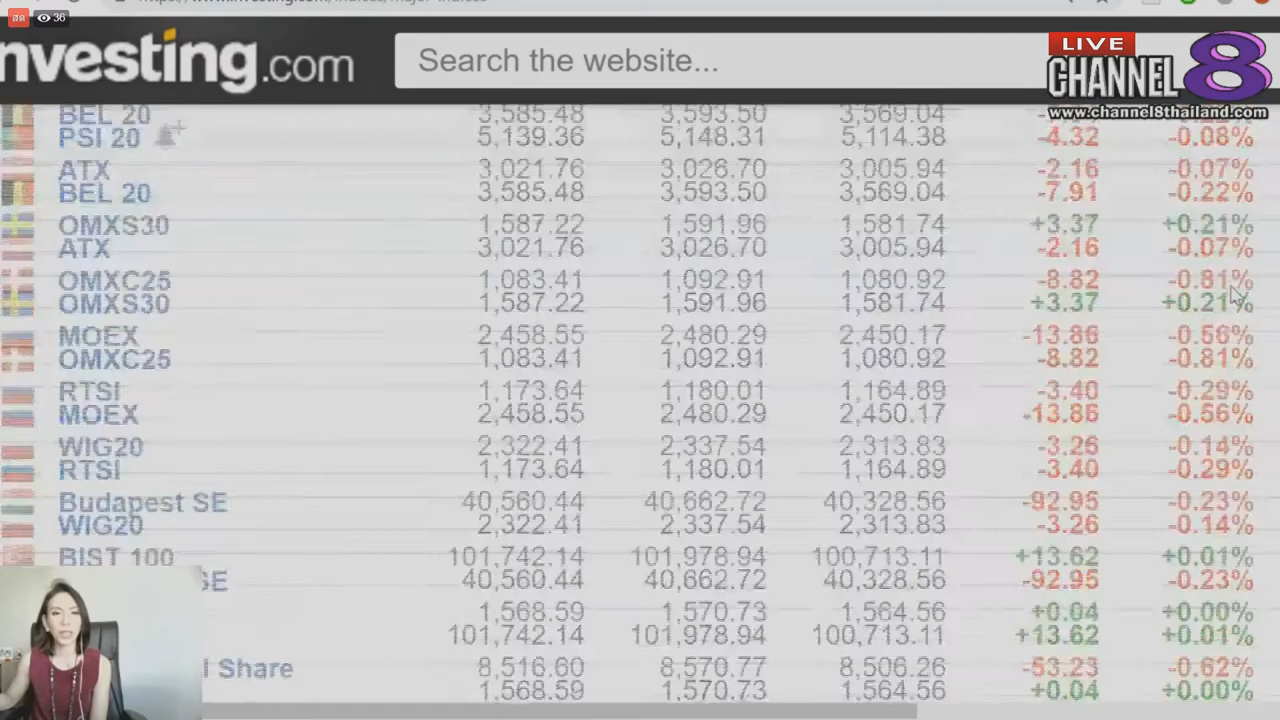 https://www.investing.com/indices/major-indices
สด 36
nvesting.com
Search the website...
LIVE
CHANNEL 8
www.channel8thailand.com
BEL 20 3,585.48 3,593.50 3,569.04
PSI 20 5,139.36 5,148.31 5,114.38 -4.32 -0.08%
ATX 3,021.76 3,026.70 3,005.94 -2.16 -0.07%
BEL 20 3,585.48 3,593.50 3,569.04 -7.91 -0.22%
OMXS30 1,587.22 1,591.96 1,581.74 +3.37 +0.21%
ATX 3,021.76 3,026.70 3,005.94 -2.16 -0.07%
OMXC25 1,083.41 1,092.91 1,080.92 -8.82 -0.81%
OMXS30 1,587.22 1,591.96 1,581.74 +3.37 +0.21%
MOEX 2,458.55 2,480.29 2,450.17 -13.86 -0.56%
OMXC25 1,083.41 1,092.91 1,080.92 -8.82 -0.81%
RTSI 1,173.64 1,180.01 1,164.89 -3.40 -0.29%
MOEX 2,458.55 2,480.29 2,450.17 -13.86 -0.56%
WIG20 2,322.41 2,337.54 2,313.83 -3.26 -0.14%
RTSI 1,173.64 1,180.01 1,164.89 -3.40 -0.29%
Budapest SE 40,560.44 40,662.72 40,328.56 -92.95 -0.23%
WIG20 2,322.41 2,337.54 2,313.83 -3.26 -0.14%
BIST 100 101,742.14 101,978.94 100,713.11 +13.62 +0.01%
SE 40,560.44 40,662.72 40,328.56 -92.95 -0.23%
1,568.59 1,570.73 1,564.56 +0.04 +0.00%
101,742.14 101,978.94 100,713.11 +13.62 +0.01%
l Share 8,516.60 8,570.77 8,506.26 -53.23 -0.62%
1,568.59 1,570.73 1,564.56 +0.04 +0.00%